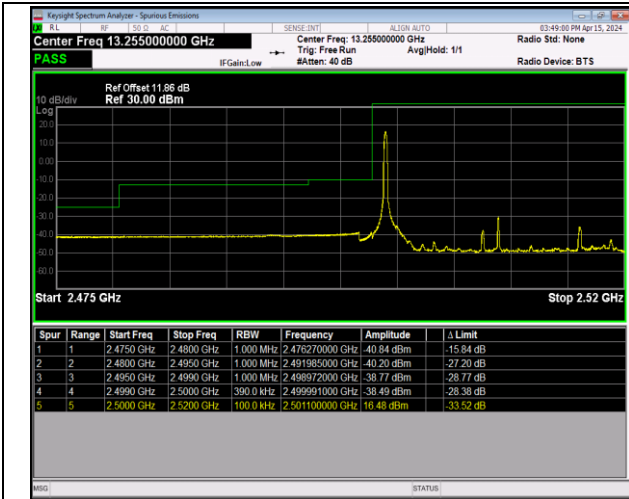 Keysight Spectrum Analyzer - Spurious Emissions
RL RF 50 Ω AC SENSE:INT ALIGN AUTO 03:49:00 PM Apr 15, 2024
Center Freq 13.255000000 GHz Center Freq: 13.255000000 GHz Radio Std: None
Trig: Free Run Avg|Hold: 1/1
PASS IFGain:Low #Atten: 40 dB Radio Device: BTS
Ref Offset 11.86 dB
10 dB/div Ref 30.00 dBm
Log
20.0
10.0
0.00
-10.0
-20.0
-30.0
-40.0
-50.0
-60.0
Start 2.475 GHz Stop 2.52 GHz
Spur Range Start Freq Stop Freq RBW Frequency Amplitude Δ Limit
1 1 2.4750 GHz 2.4800 GHz 1.000 MHz 2.476270000 GHz -40.84 dBm -15.84 dB
2 2 2.4800 GHz 2.4950 GHz 1.000 MHz 2.491985000 GHz -40.20 dBm -27.20 dB
3 3 2.4950 GHz 2.4990 GHz 1.000 MHz 2.498972000 GHz -38.77 dBm -28.77 dB
4 4 2.4990 GHz 2.5000 GHz 390.0 kHz 2.499991000 GHz -38.49 dBm -28.38 dB
5 5 2.5000 GHz 2.5200 GHz 100.0 kHz 2.501100000 GHz 16.48 dBm -33.52 dB
MSG STATUS